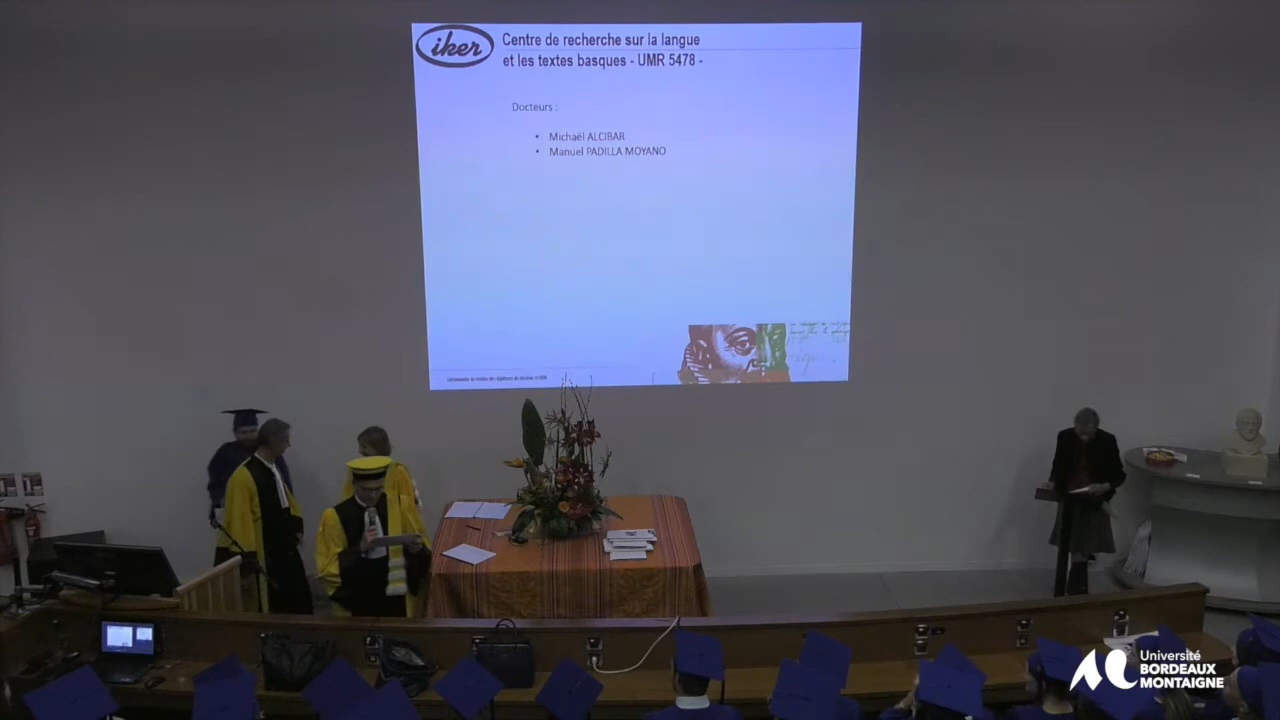 iker
Centre de recherche sur la langue
et les textes basques - UMR 5478 -
Docteurs :
• Michaël ALCIBAR
• Manuel PADILLA MOYANO
Université
BORDEAUX
MONTAIGNE